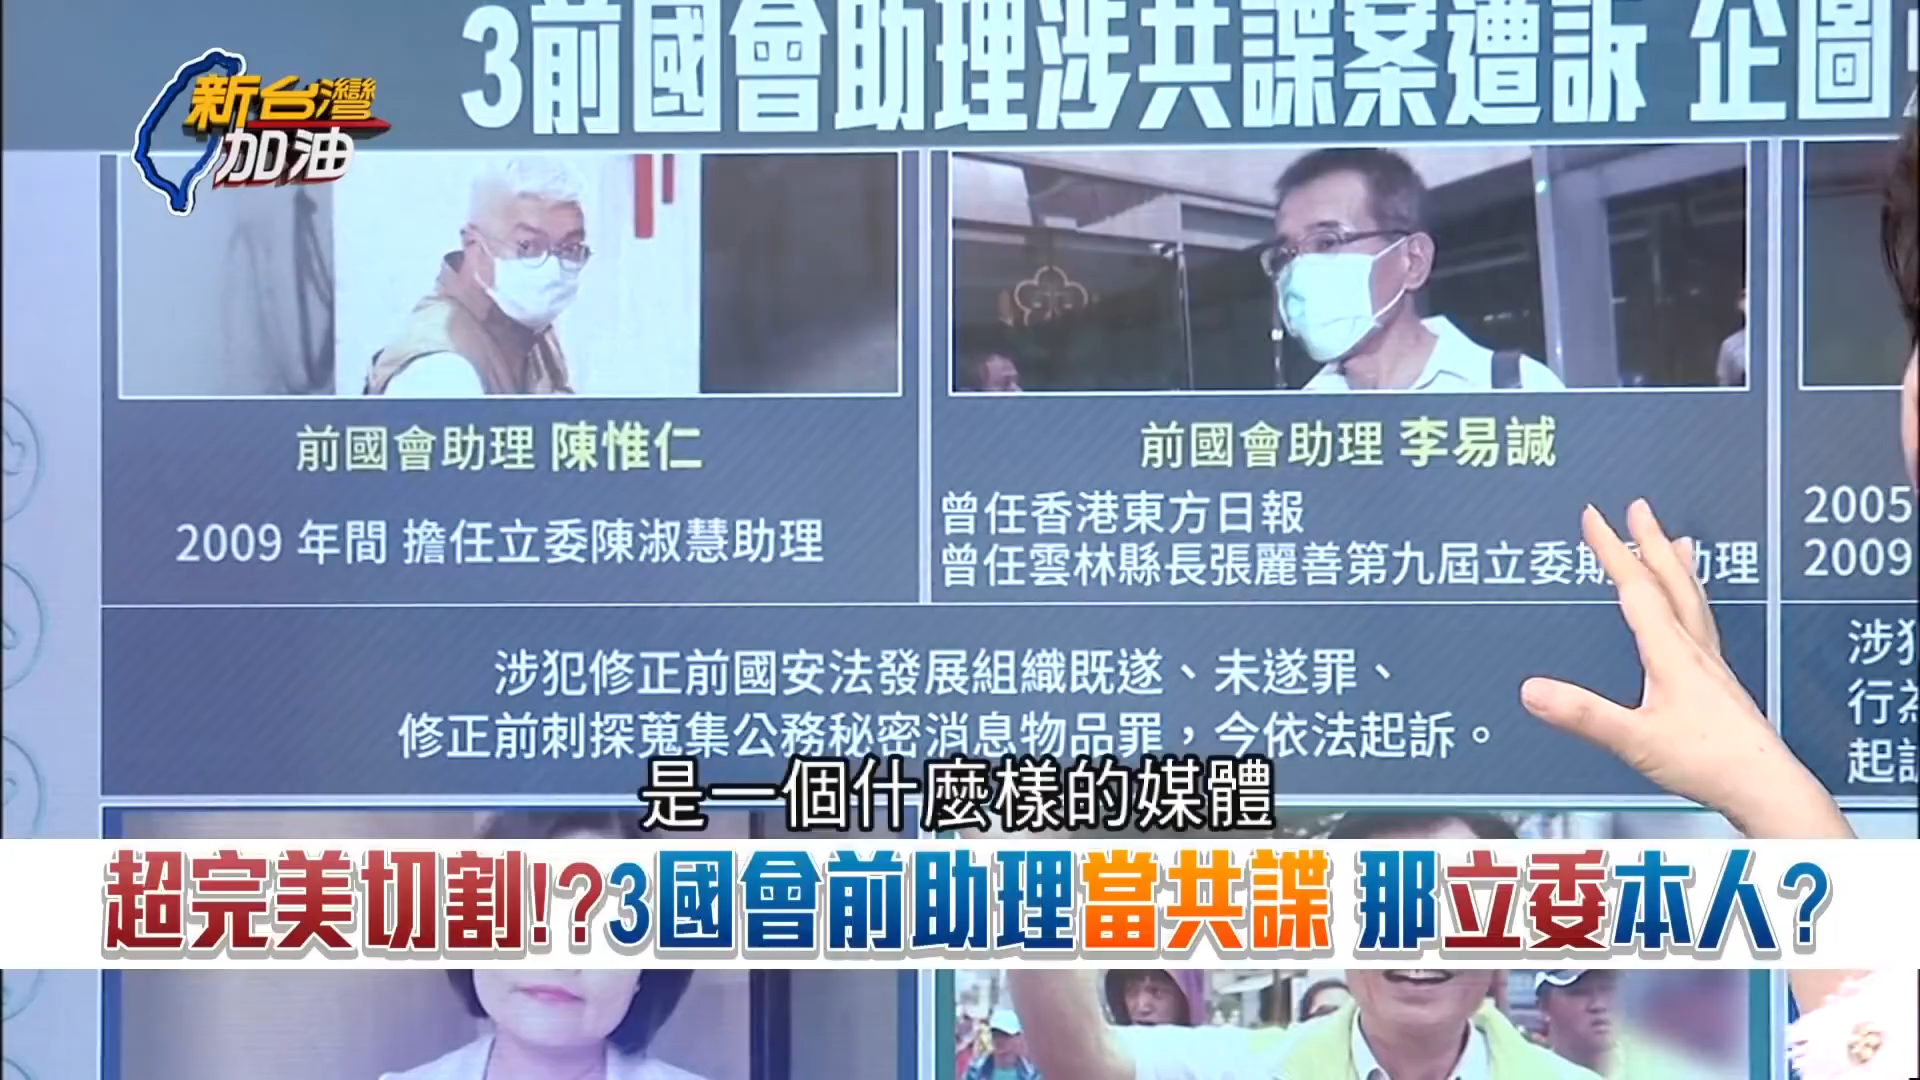 3前國會助理涉共諜案遭訴 企圖
新台灣
加油
前國會助理 陳惟仁
2009 年間 擔任立委陳淑慧助理
前國會助理 李易諴
曾任香港東方日報
曾任雲林縣長張麗善第九屆立委期
助理
2005
2009
涉犯修正前國安法發展組織既遂、未遂罪、
修正前刺探蒐集公務秘密消息物品罪，今依法起訴。
涉犯
行為
起訴
是一個什麼樣的媒體
超完美切割!?3國會前助理當共諜 那立委本人?